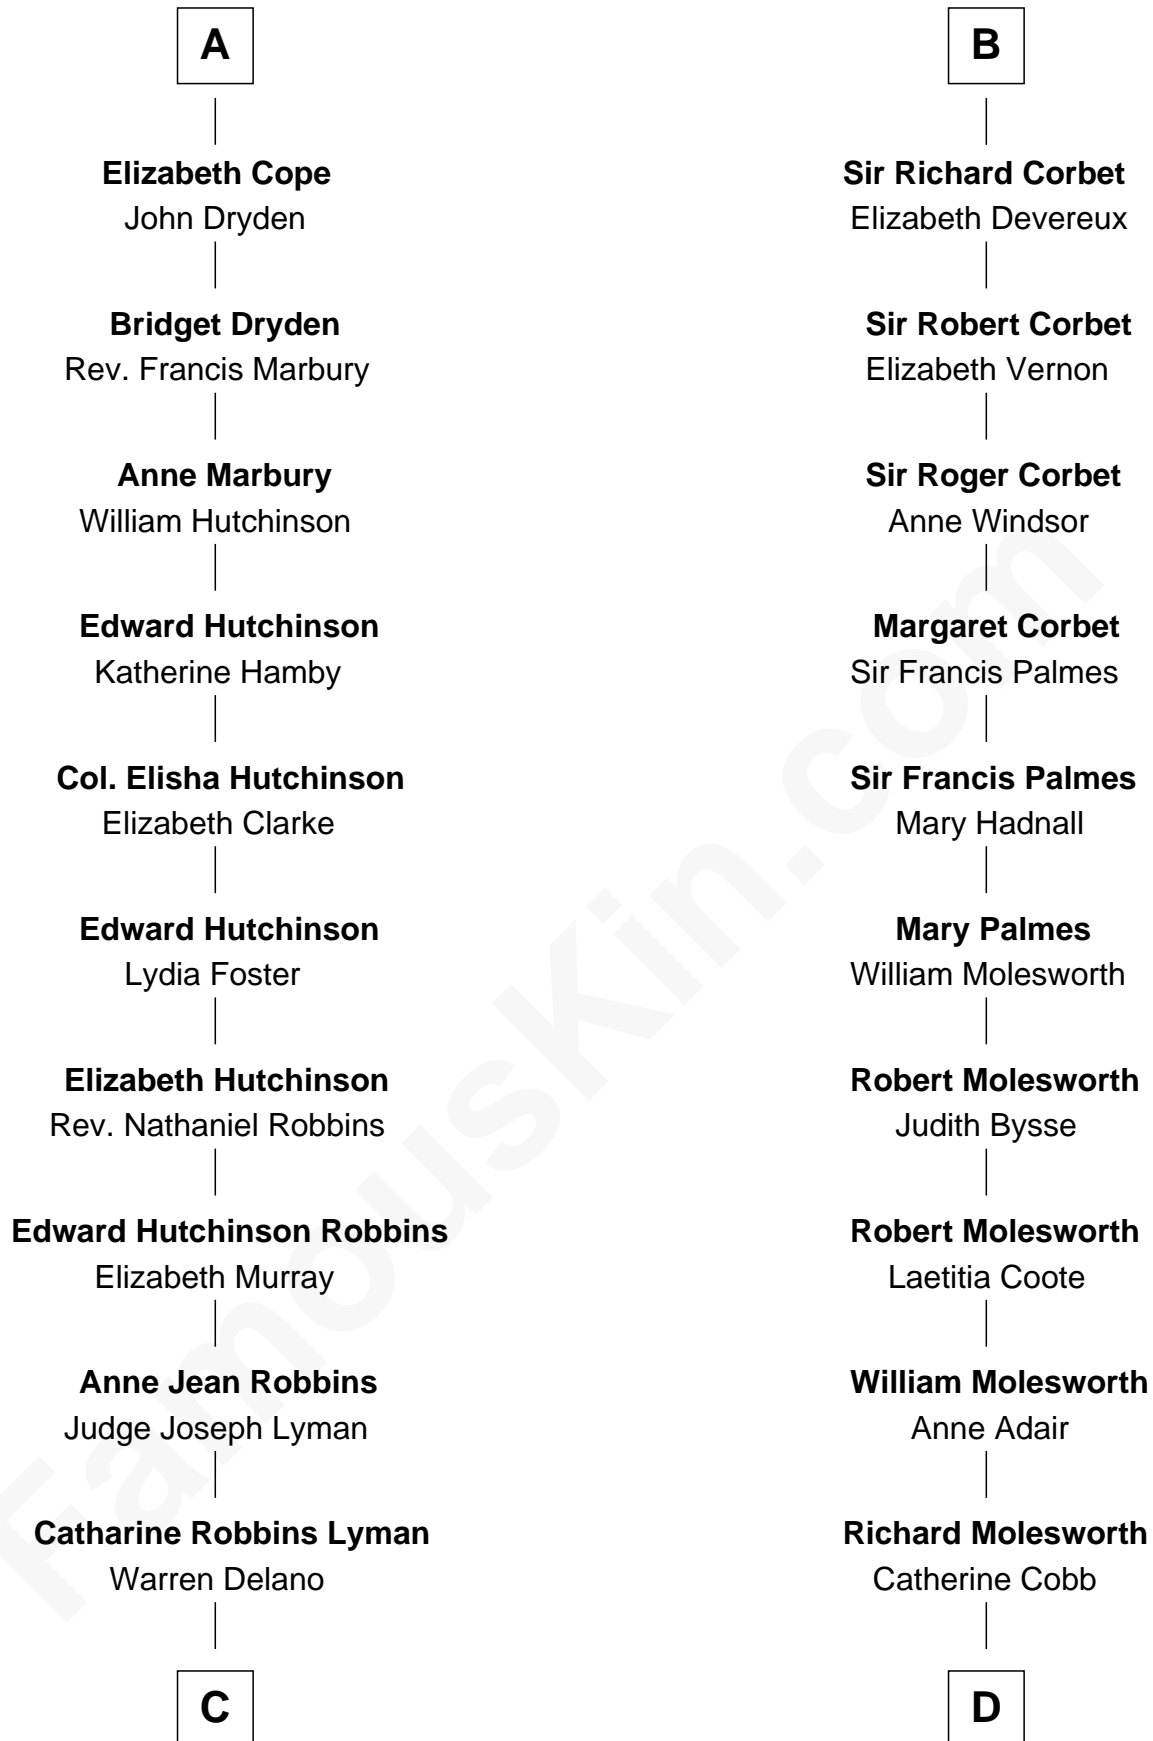 A
Elizabeth Cope
John Dryden
Bridget Dryden
Rev. Francis Marbury
Anne Marbury
William Hutchinson
Edward Hutchinson
Katherine Hamby
Col. Elisha Hutchinson
Elizabeth Clarke
Edward Hutchinson
Lydia Foster
Elizabeth Hutchinson
Rev. Nathaniel Robbins
Edward Hutchinson Robbins
Elizabeth Murray
Anne Jean Robbins
Judge Joseph Lyman
Catharine Robbins Lyman
Warren Delano
C
B
Sir Richard Corbet
Elizabeth Devereux
Sir Robert Corbet
Elizabeth Vernon
Sir Roger Corbet
Anne Windsor
Margaret Corbet
Sir Francis Palmes
Sir Francis Palmes
Mary Hadnall
Mary Palmes
William Molesworth
Robert Molesworth
Judith Bysse
Robert Molesworth
Laetitia Coote
William Molesworth
Anne Adair
Richard Molesworth
Catherine Cobb
D
FamousKin.com